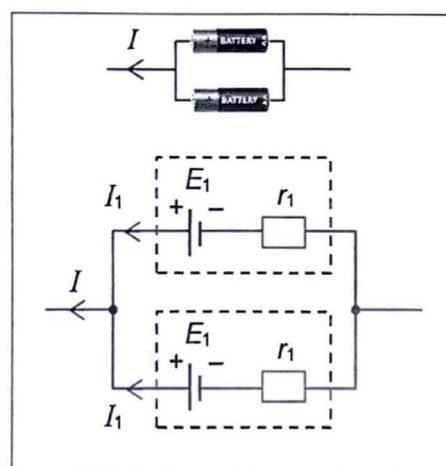 I
+ BATTERY
+ BATTERY
E₁
I₁
+ −
r₁
I
E₁
+ −
r₁
I₁